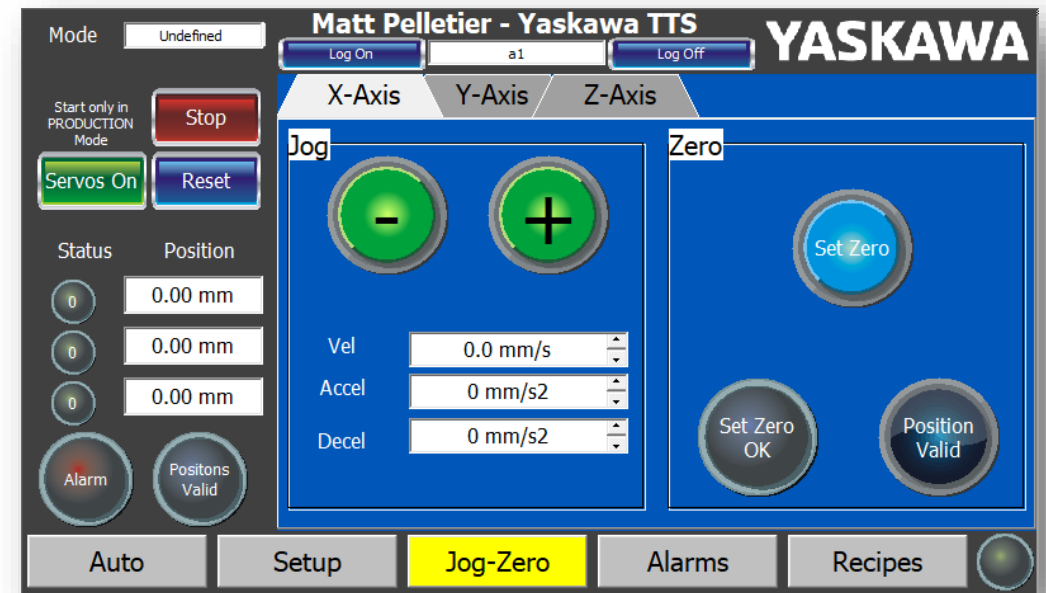 Mode
Undefined
Matt Pelletier - Yaskawa TTS
Log On
a1
Log Off
YASKAWA
Start only in
PRODUCTION
Mode
Stop
Servos On
Reset
Status
Position
0
0.00 mm
0
0.00 mm
0
0.00 mm
Alarm
Positons
Valid
X-Axis
Y-Axis
Z-Axis
Jog
-
+
Vel
0.0 mm/s
Accel
0 mm/s2
Decel
0 mm/s2
Zero
Set Zero
Set Zero
OK
Position
Valid
Auto
Setup
Jog-Zero
Alarms
Recipes